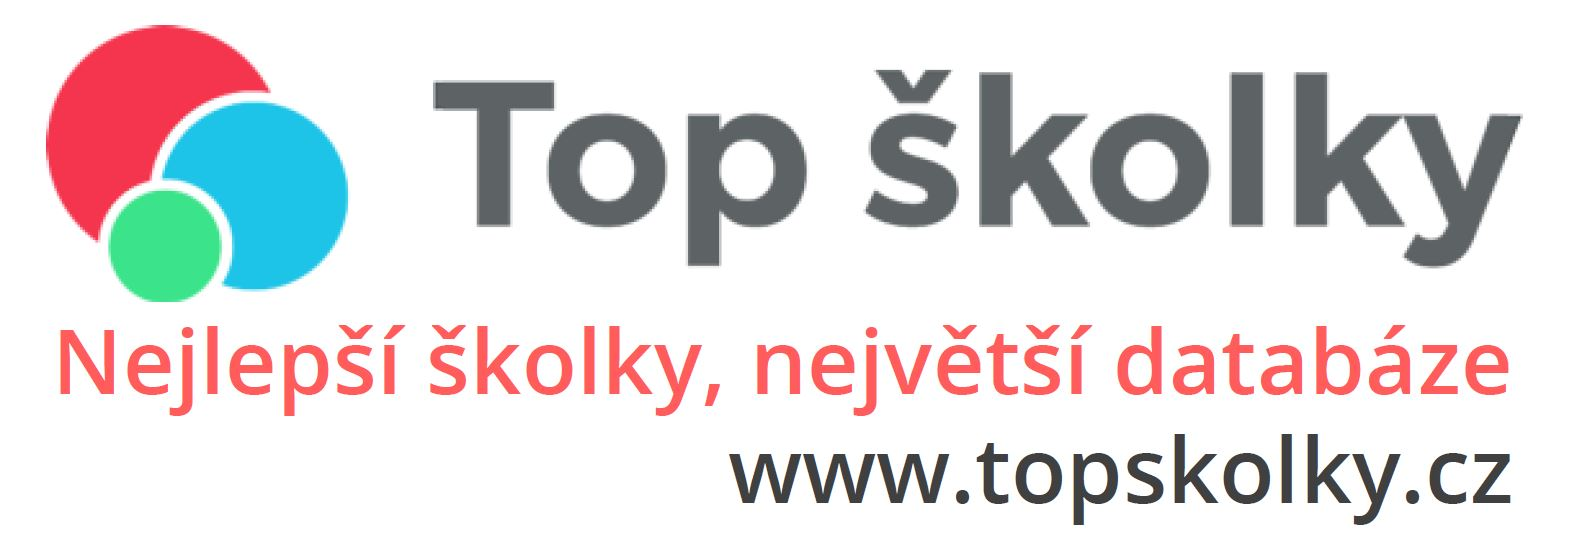 Top školky
Nejlepší školky, největší databáze
www.topskolky.cz